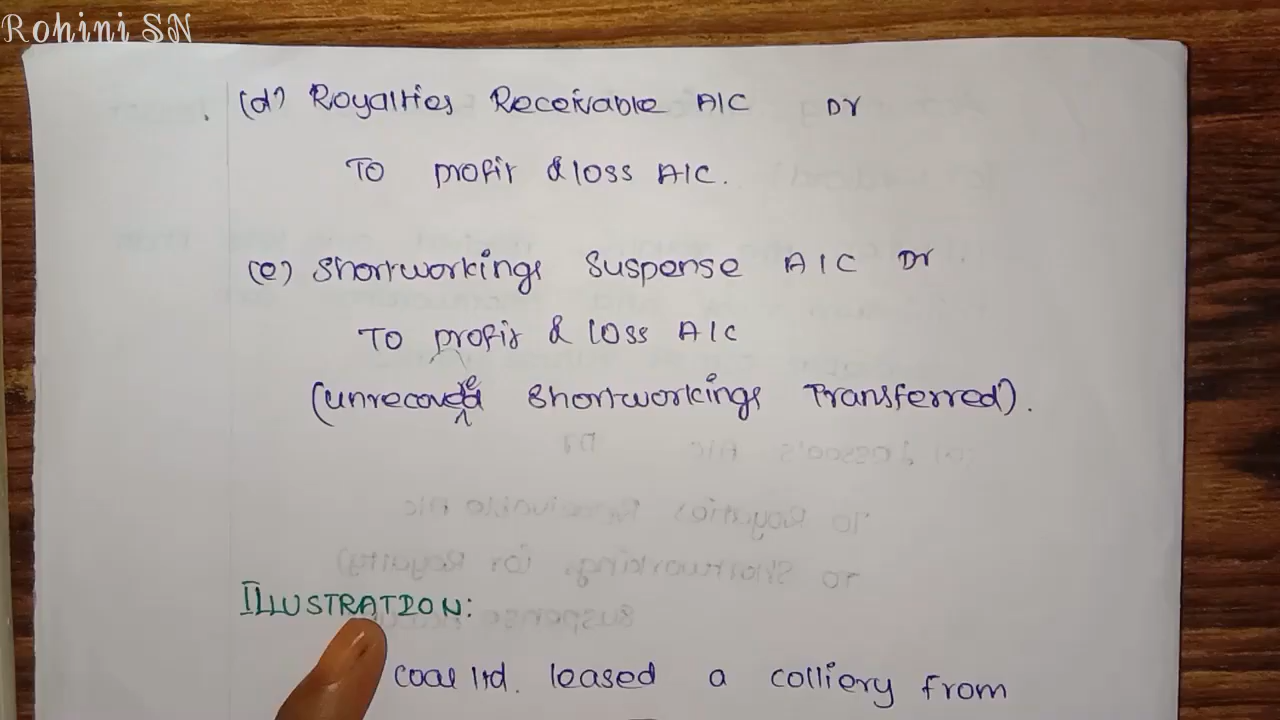 Rohini SN
(d) Royalties Receivable A/C Dr
To profit & loss A/C.
(e) Shortworkings Suspense A/C Dr
To profit & loss A/C
(unrecovered Shortworkings Transferred).
ILLUSTRATION:
coal ltd. leased a colliery from